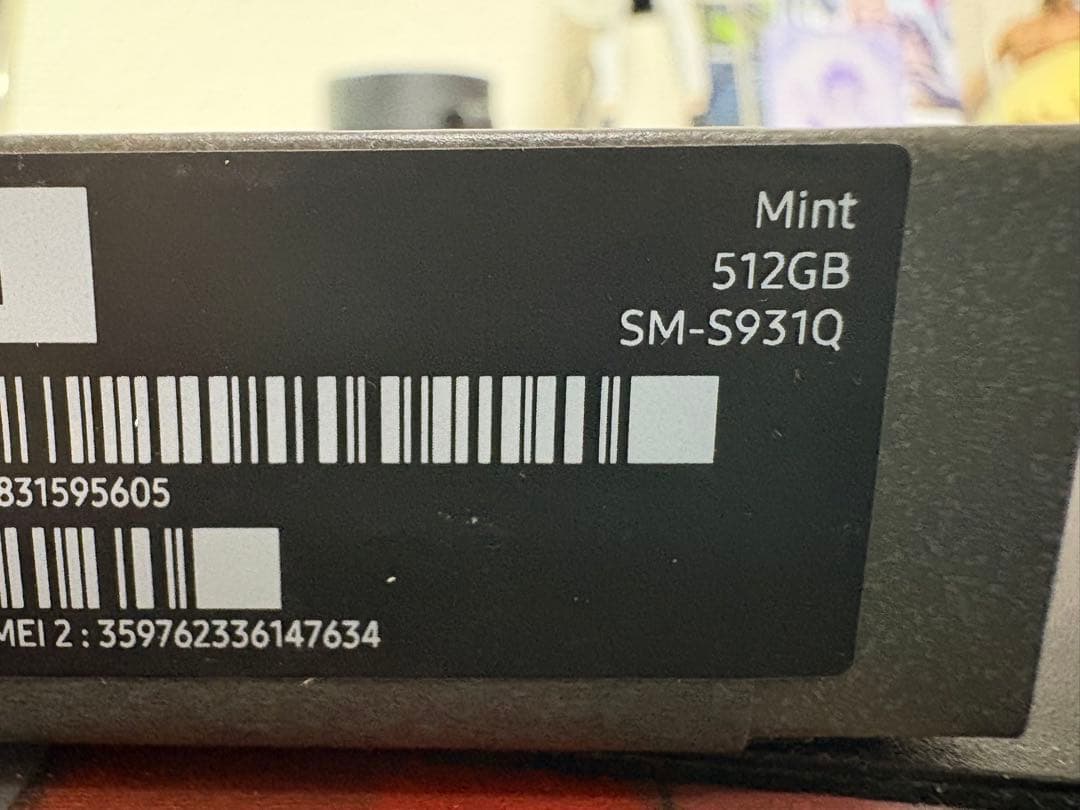 Mint
512GB
SM-S931Q
831595605
MEI 2 : 359762336147634